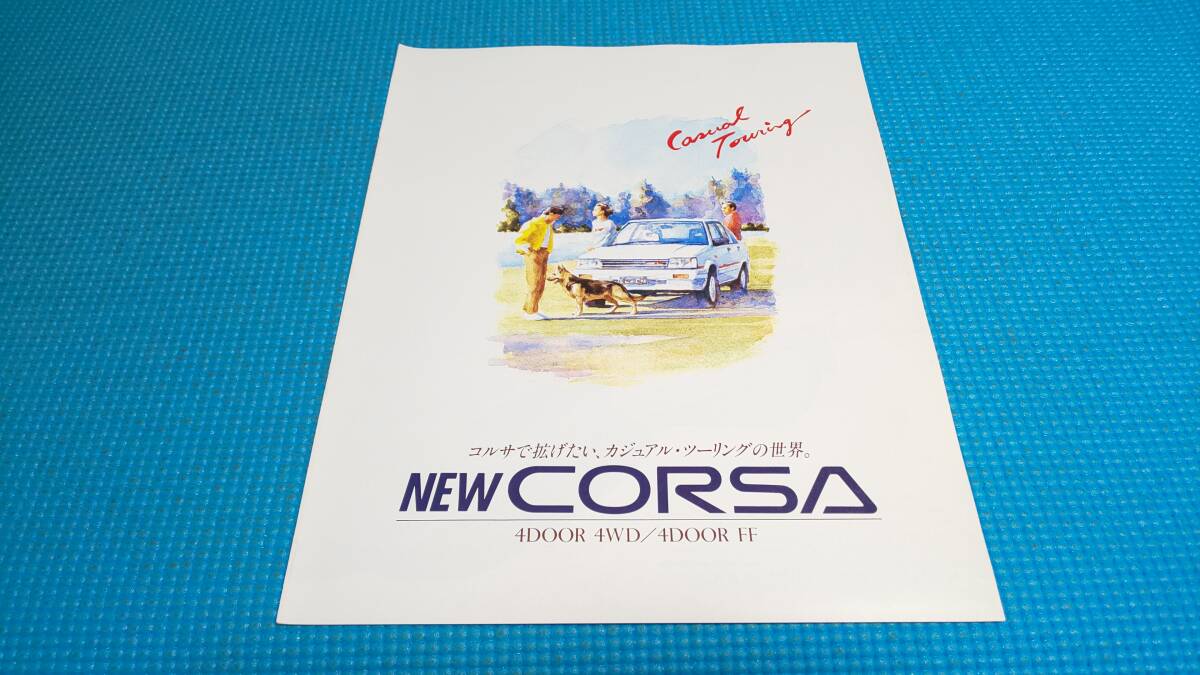 Casual
Touring
コルサで拡げたい、カジュアル・ツーリングの世界。
NEW CORSA
4DOOR 4WD/4DOOR FF